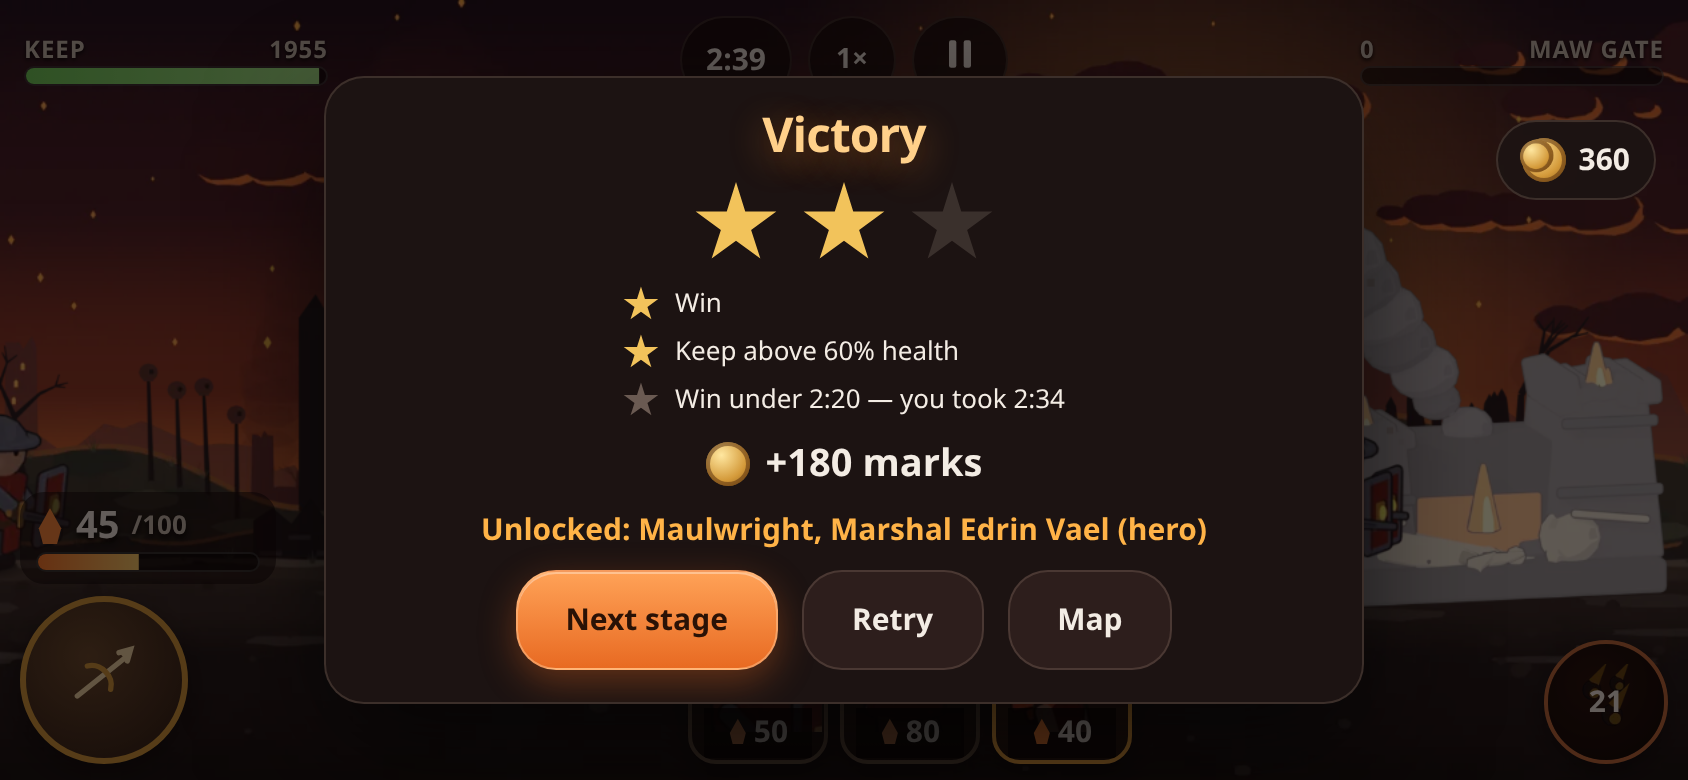 KEEP 1955
2:39
1×
0 MAW GATE
360
Victory
Win
Keep above 60% health
Win under 2:20 — you took 2:34
+180 marks
Unlocked: Maulwright, Marshal Edrin Vael (hero)
Next stage
Retry
Map
45 /100
50
80
40
21